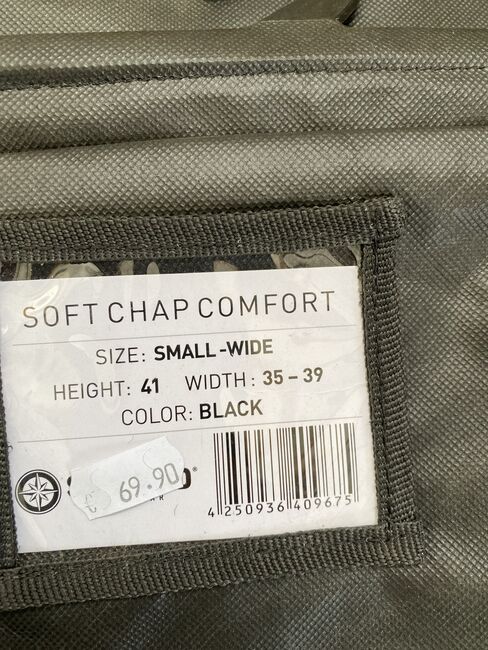 SOFT CHAP COMFORT
SIZE: SMALL-WIDE
HEIGHT: 41 WIDTH: 35 – 39
COLOR: BLACK
69.90
4 250936 409675